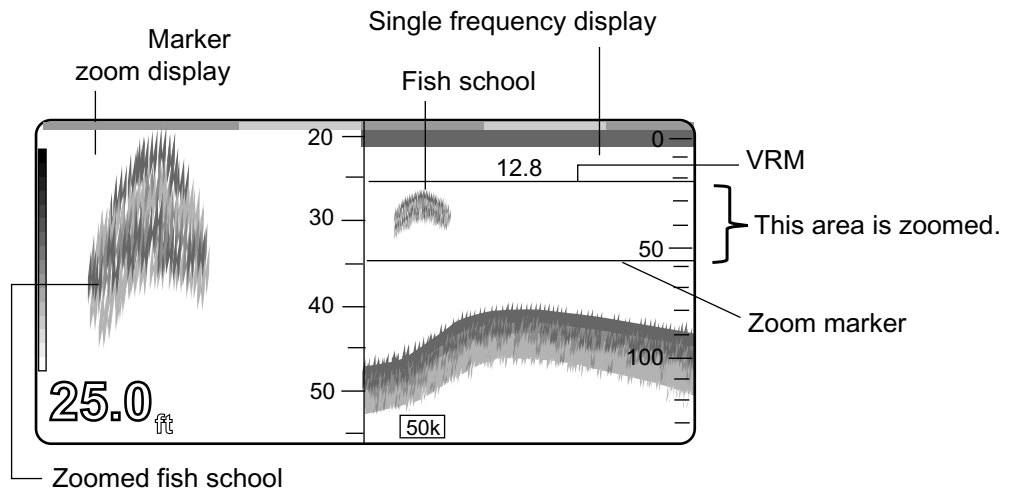 Single frequency display
Marker
zoom display
Fish school
20
30
40
50
12.8
0
50
100
VRM
This area is zoomed.
Zoom marker
25.0 ft
50k
Zoomed fish school